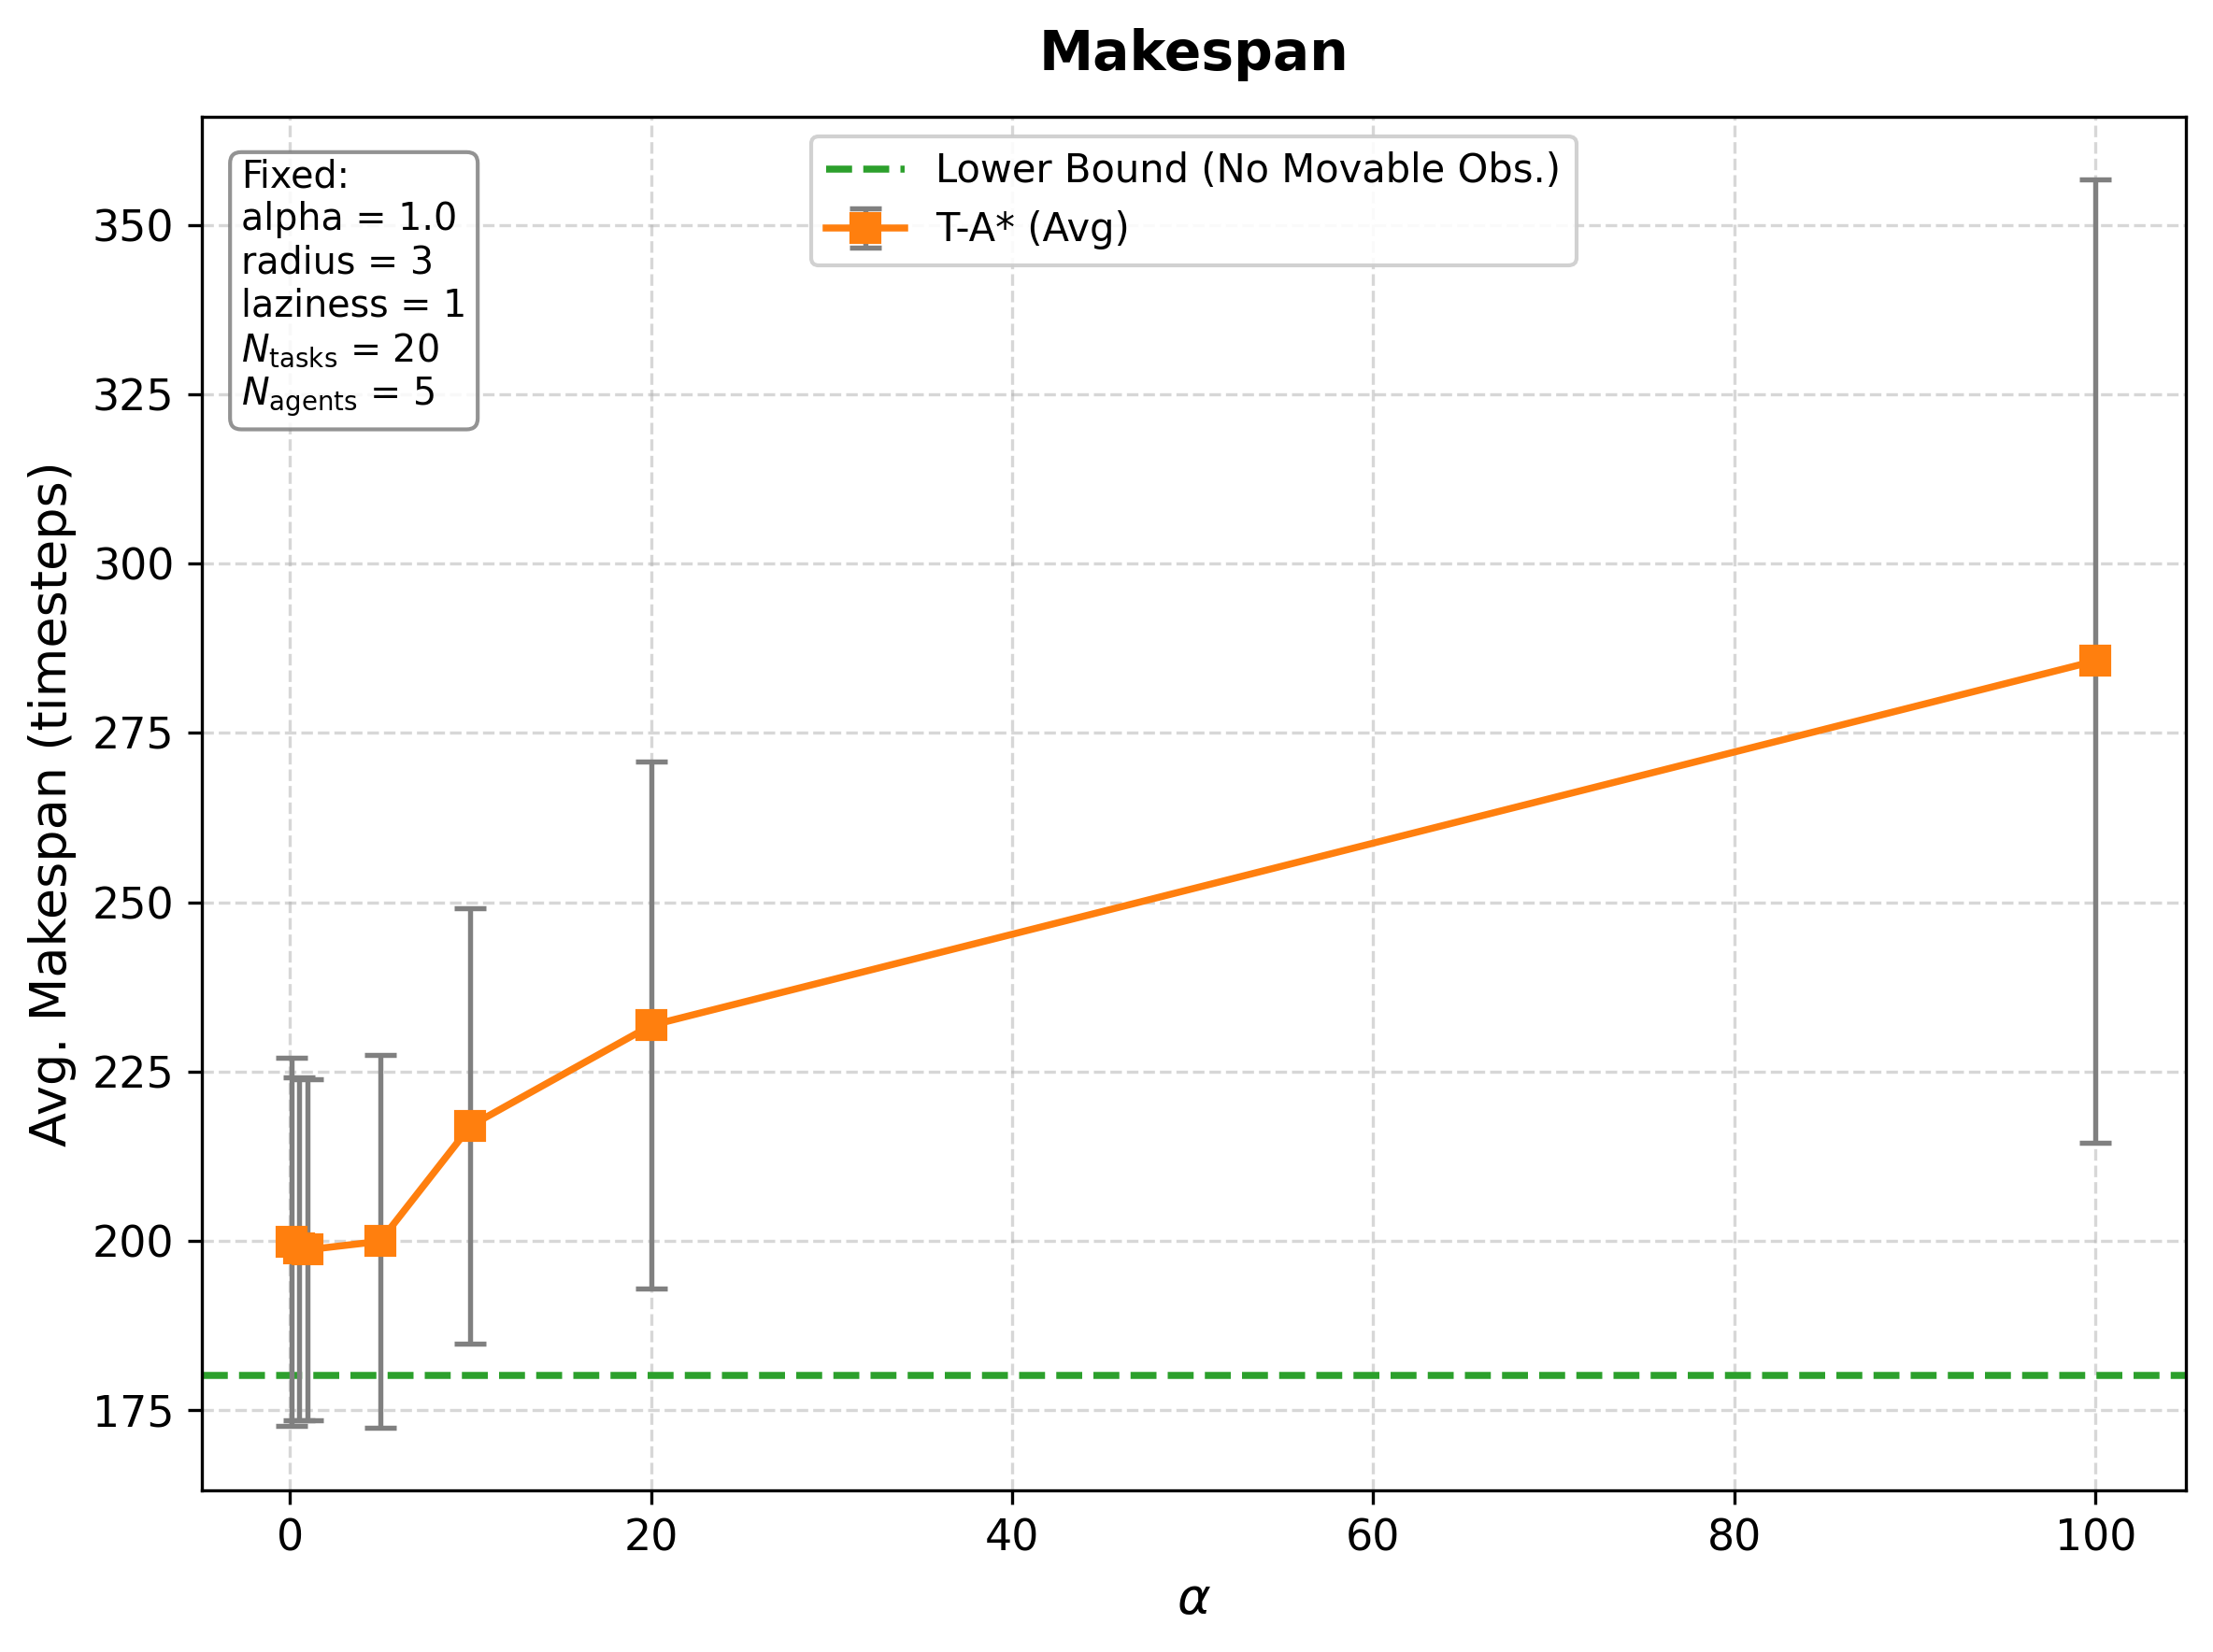 Makespan
Fixed:
alpha = 1.0
radius = 3
laziness = 1
N_tasks = 20
N_agents = 5
Lower Bound (No Movable Obs.)
T-A* (Avg)
Avg. Makespan (timesteps)
350
325
300
275
250
225
200
175
0 20 40 60 80 100
α